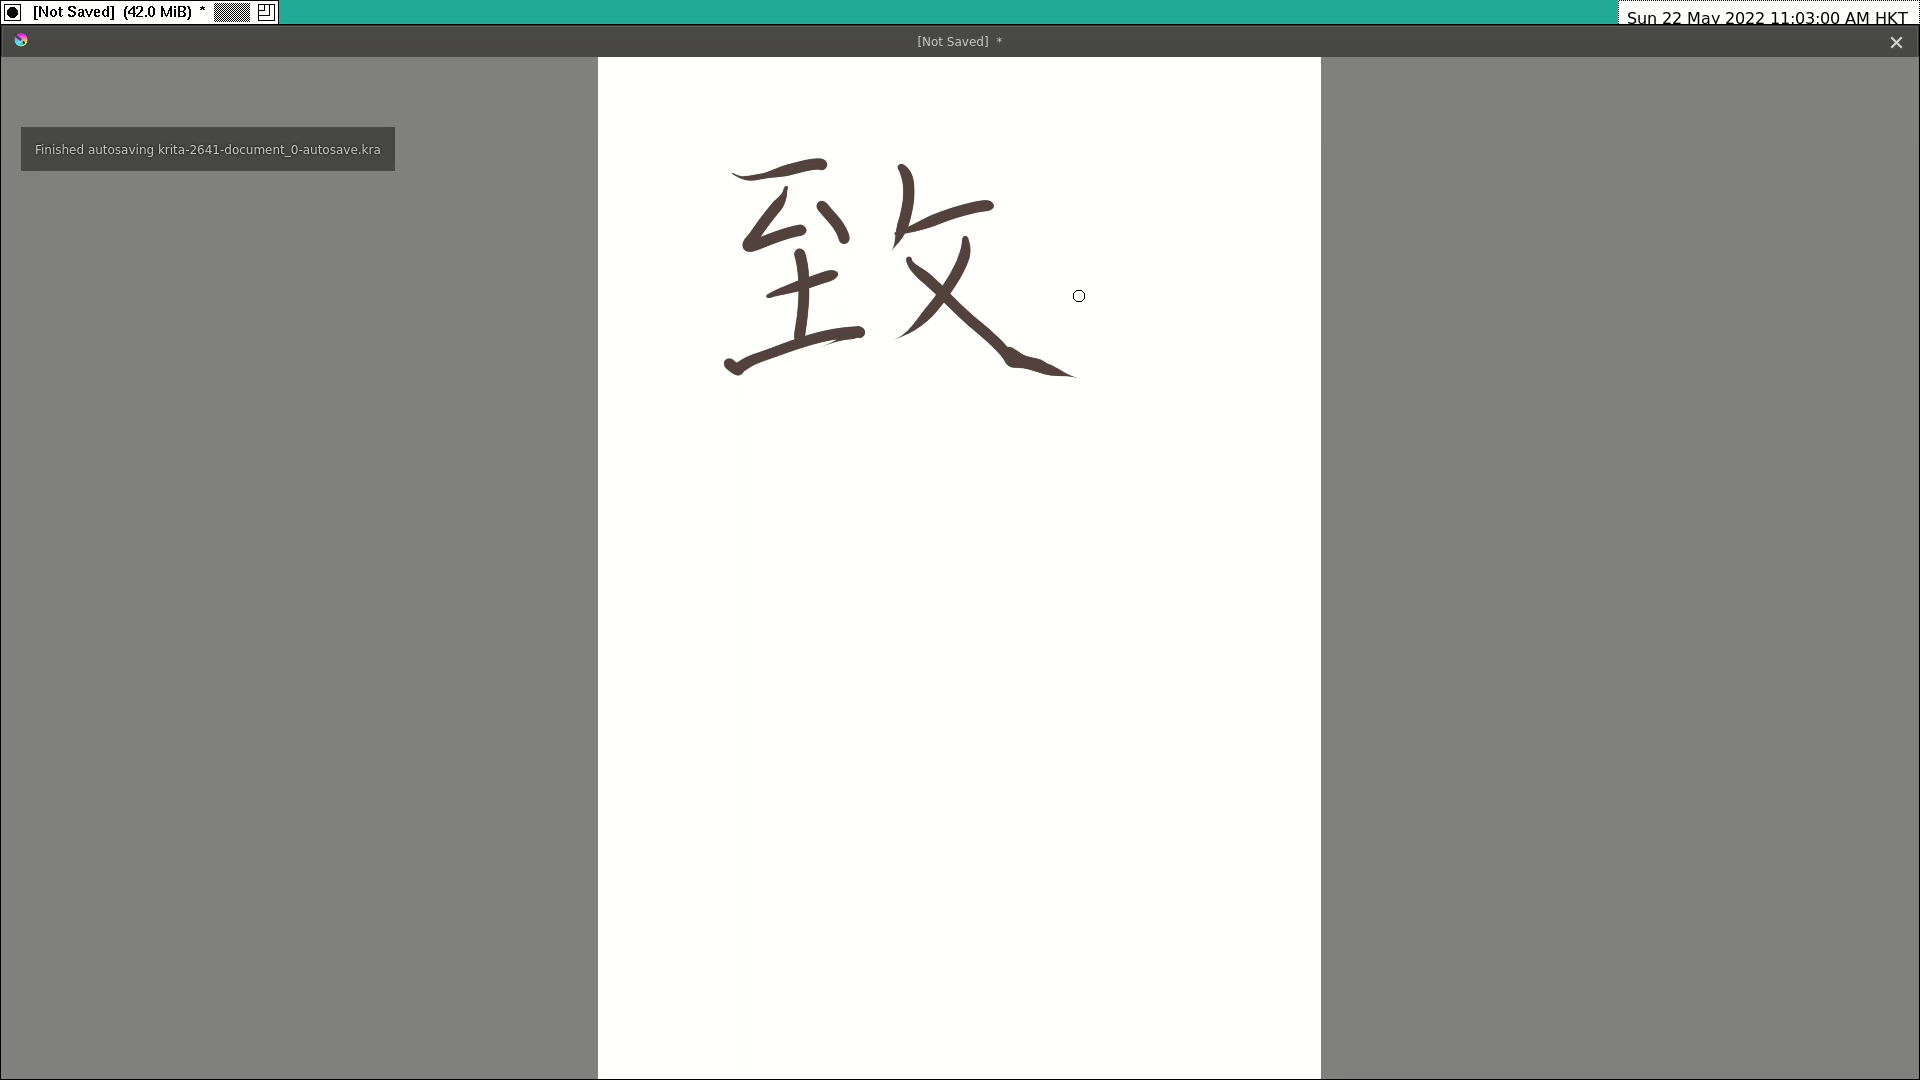 [Not Saved] (42.0 MiB) * Sun 22 May 2022 11:03:00 AM HKT
[Not Saved] *
Finished autosaving krita-2641-document_0-autosave.kra
致